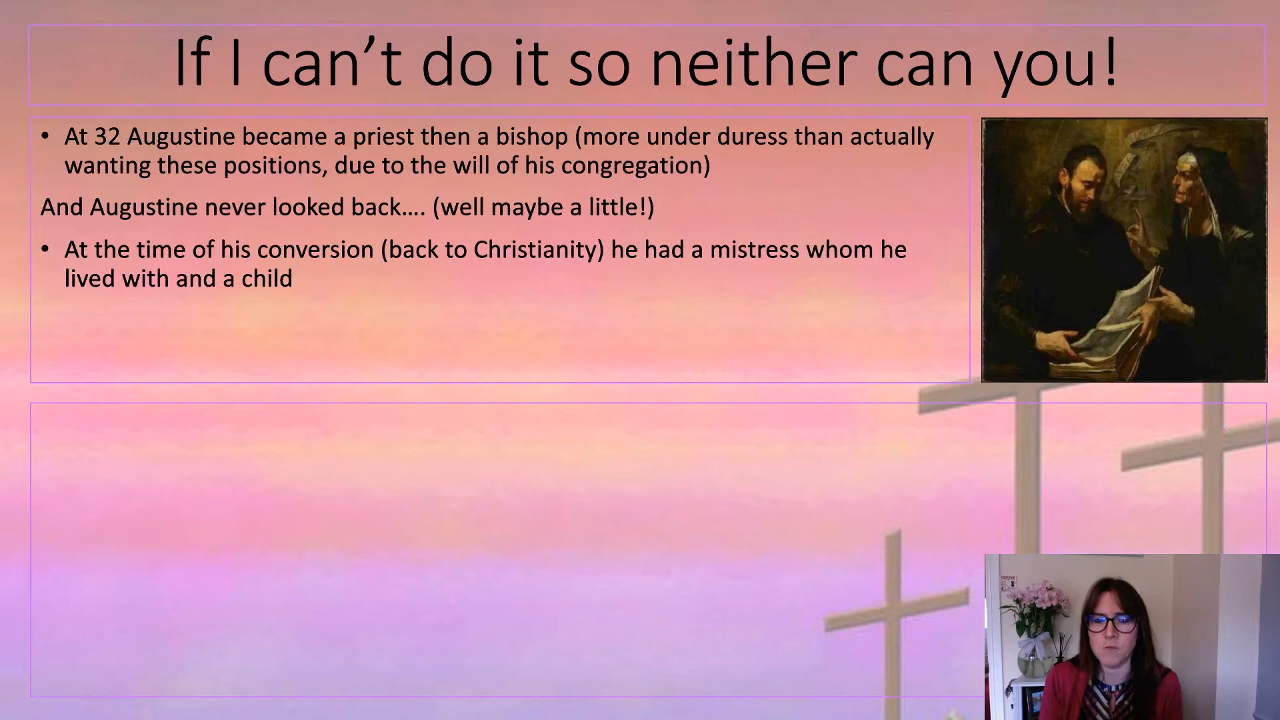 If I can’t do it so neither can you!
• At 32 Augustine became a priest then a bishop (more under duress than actually
wanting these positions, due to the will of his congregation)
And Augustine never looked back…. (well maybe a little!)
• At the time of his conversion (back to Christianity) he had a mistress whom he
lived with and a child